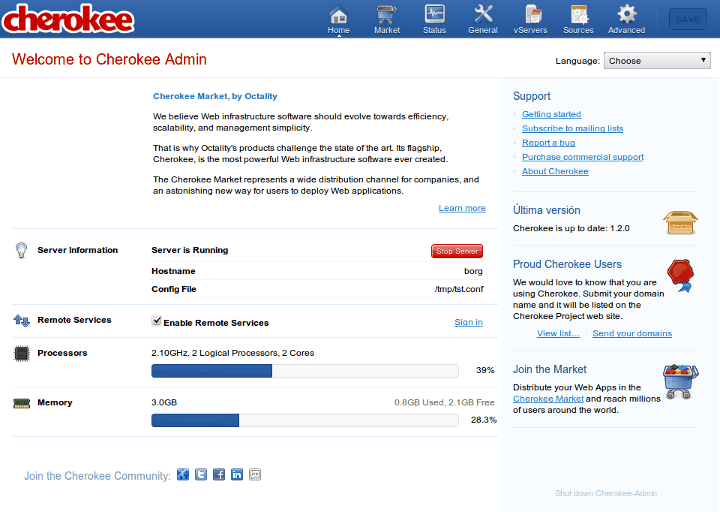 cherokee
Home
Market
Status
General
vServers
Sources
Advanced
SAVE
Welcome to Cherokee Admin
Language: Choose
Cherokee Market, by Octality
We believe Web infrastructure software should evolve towards efficiency,
scalability, and management simplicity.
That is why Octality's products challenge the state of the art. Its flagship,
Cherokee, is the most powerful Web infrastructure software ever created.
The Cherokee Market represents a wide distribution channel for companies, and
an astonishing new way for users to deploy Web applications.
Learn more
Server Information
Server is Running
Stop Server
Hostname
borg
Config File
/tmp/tst.conf
Remote Services
Enable Remote Services
Sign in
Processors
2.10GHz, 2 Logical Processors, 2 Cores
39%
Memory
3.0GB
0.8GB Used, 2.1GB Free
28.3%
Join the Cherokee Community:
Support
Getting started
Subscribe to mailing lists
Report a bug
Purchase commercial support
About Cherokee
Última versión
Cherokee is up to date: 1.2.0
Proud Cherokee Users
We would love to know that you are
using Cherokee. Submit your domain
name and it will be listed on the
Cherokee Project web site.
View list…
Send your domains
Join the Market
Distribute your Web Apps in the
Cherokee Market and reach millions
of users around the world.
Shut down Cherokee-Admin